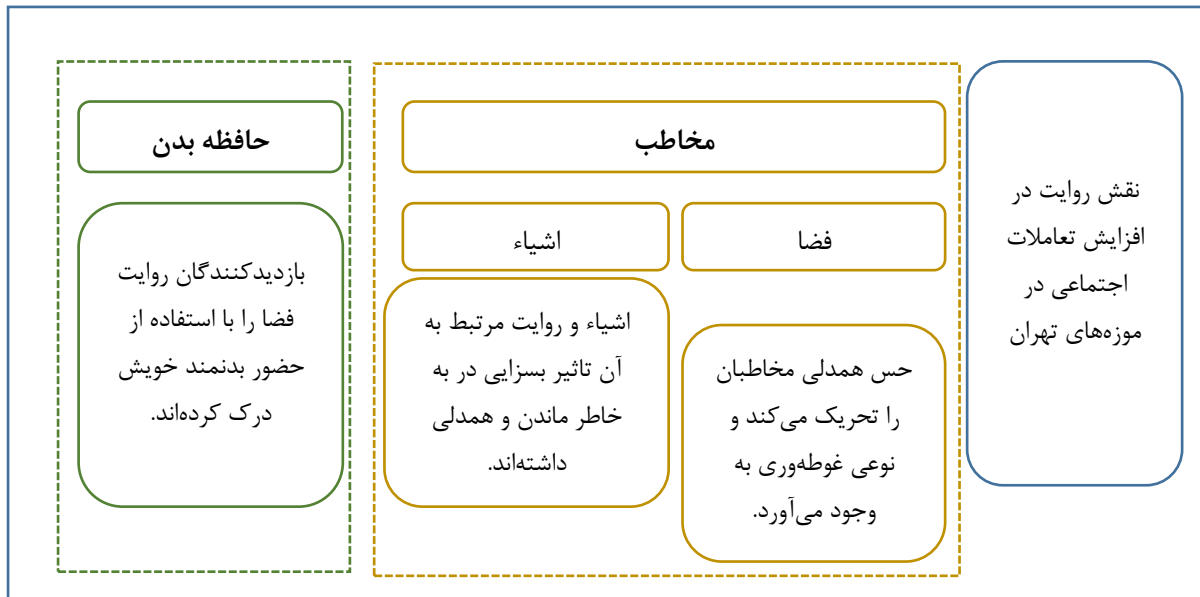 نقش روایت در
افزایش تعاملات
اجتماعی در
موزه‌های تهران
مخاطب
فضا
حس همدلی مخاطبان
را تحریک می‌کند و
نوعی غوطه‌وری به
وجود می‌آورد.
اشیاء
اشیاء و روایت مرتبط به
آن تاثیر بسزایی در به
خاطر ماندن و همدلی
داشته‌اند.
حافظه بدن
بازدیدکنندگان روایت
فضا را با استفاده از
حضور بدنمند خویش
درک کرده‌اند.